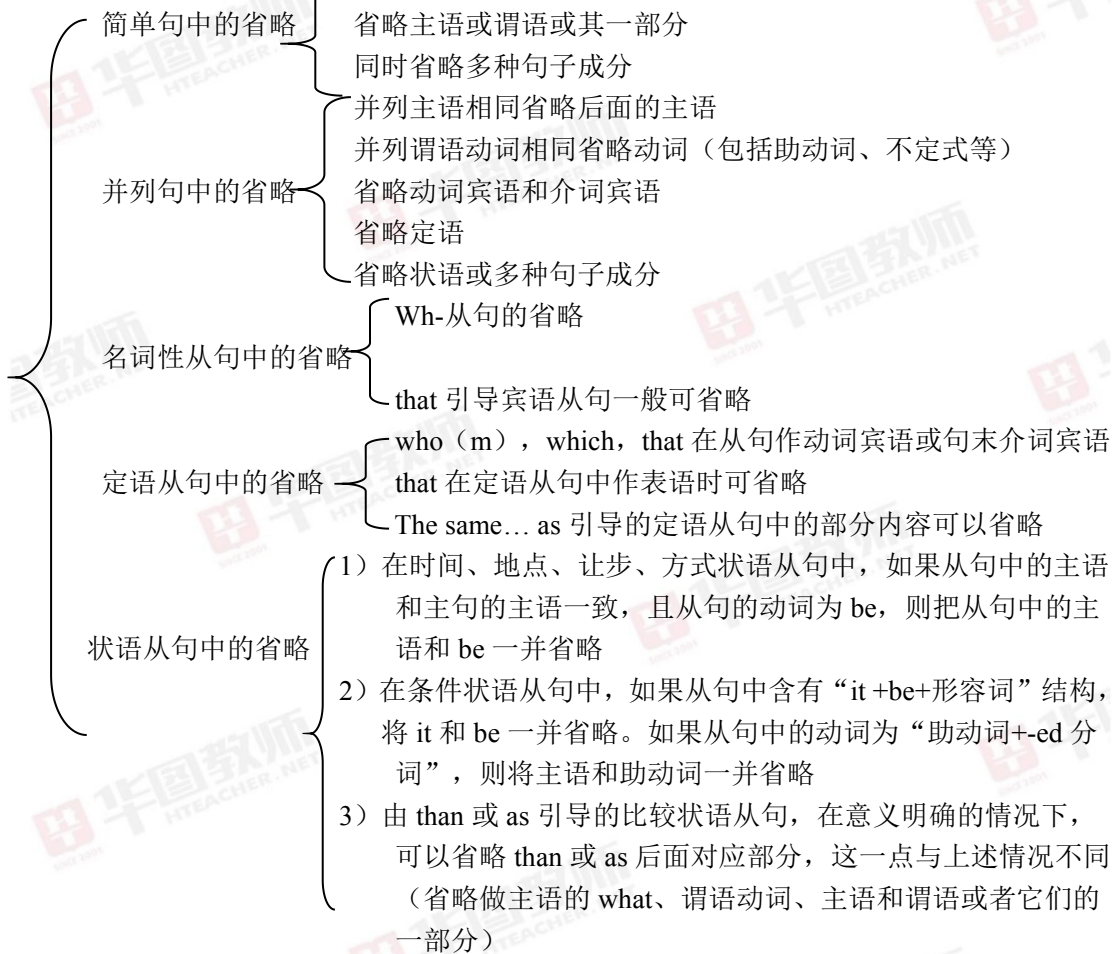 简单句中的省略
省略主语或谓语或其一部分
同时省略多种句子成分
并列句中的省略
并列主语相同省略后面的主语
并列谓语动词相同省略动词（包括助动词、不定式等）
省略动词宾语和介词宾语
省略定语
省略状语或多种句子成分
名词性从句中的省略
Wh-从句的省略
that 引导宾语从句一般可省略
定语从句中的省略
who（m），which，that 在从句作动词宾语或句末介词宾语
that 在定语从句中作表语时可省略
The same… as 引导的定语从句中的部分内容可以省略
状语从句中的省略
1）在时间、地点、让步、方式状语从句中，如果从句中的主语
和主句的主语一致，且从句的动词为 be，则把从句中的主
语和 be 一并省略
2）在条件状语从句中，如果从句中含有“it +be+形容词”结构，
将 it 和 be 一并省略。如果从句中的动词为“助动词+-ed 分
词”，则将主语和助动词一并省略
3）由 than 或 as 引导的比较状语从句，在意义明确的情况下，
可以省略 than 或 as 后面对应部分，这一点与上述情况不同
（省略做主语的 what、谓语动词、主语和谓语或者它们的
一部分）
华图教师
HTEACHER.NET
SINCE 2001